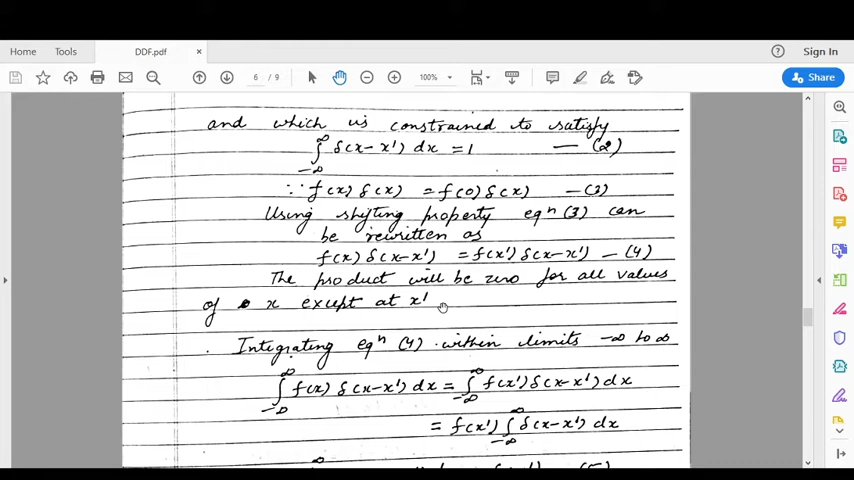 Home Tools DDF.pdf × Sign In
6 / 9 100% Share
and which is constrained to satisfy
∫_{-∞}^{∞} δ(x-x') dx = 1 — (2)
∵ f(x) δ(x) = f(0) δ(x) — (3)
Using shifting property eqⁿ (3) can
be rewritten as
f(x) δ(x-x') = f(x') δ(x-x') — (4)
The product will be zero for all values
of x except at x'
Integrating eqⁿ (4) within limits -∞ to ∞
∫_{-∞}^{∞} f(x) δ(x-x') dx = ∫_{-∞}^{∞} f(x') δ(x-x') dx
= f(x') ∫_{-∞}^{∞} δ(x-x') dx